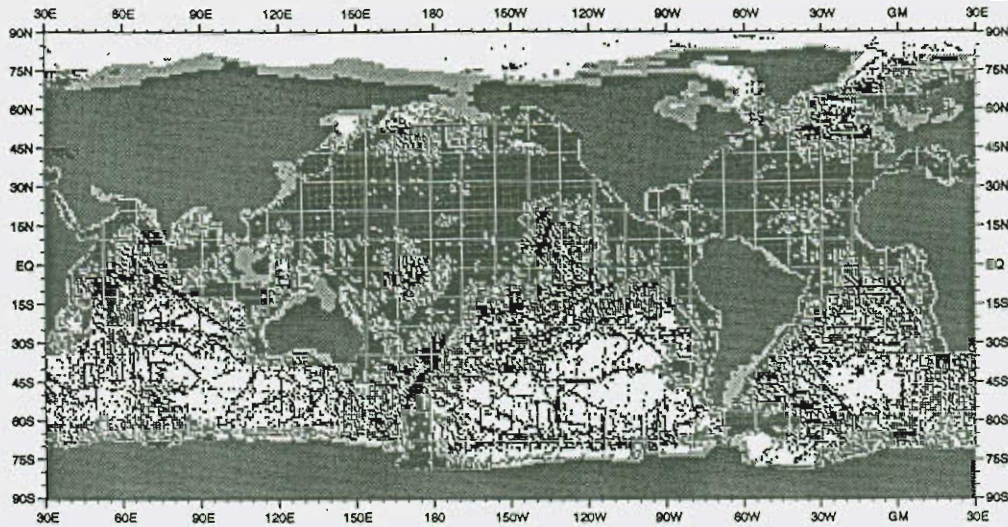 30E 60E 90E 120E 150E 180 150W 120W 90W 60W 30W GM 30E
90N 90N
75N 75N
60N 60N
45N 45N
30N 30N
15N 15N
EQ EQ
15S 15S
30S 30S
45S 45S
60S 60S
75S 75S
90S 90S
30E 60E 90E 120E 150E 180 150W 120W 90W 60W 30W GM 30E